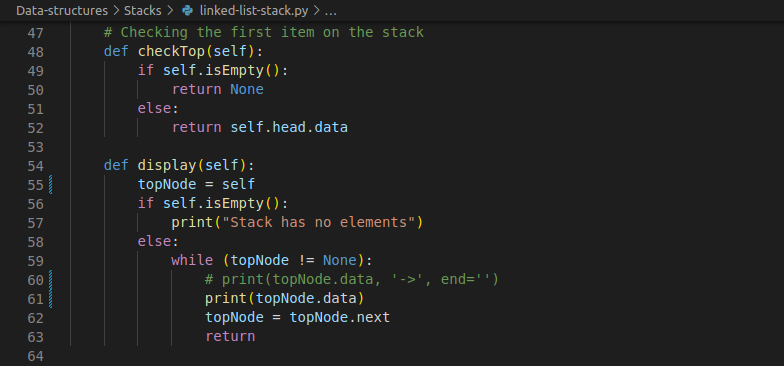 Data-structures > Stacks > linked-list-stack.py > ...
47 # Checking the first item on the stack
48 def checkTop(self):
49 if self.isEmpty():
50 return None
51 else:
52 return self.head.data
53
54 def display(self):
55 topNode = self
56 if self.isEmpty():
57 print("Stack has no elements")
58 else:
59 while (topNode != None):
60 # print(topNode.data, '->', end='')
61 print(topNode.data)
62 topNode = topNode.next
63 return
64